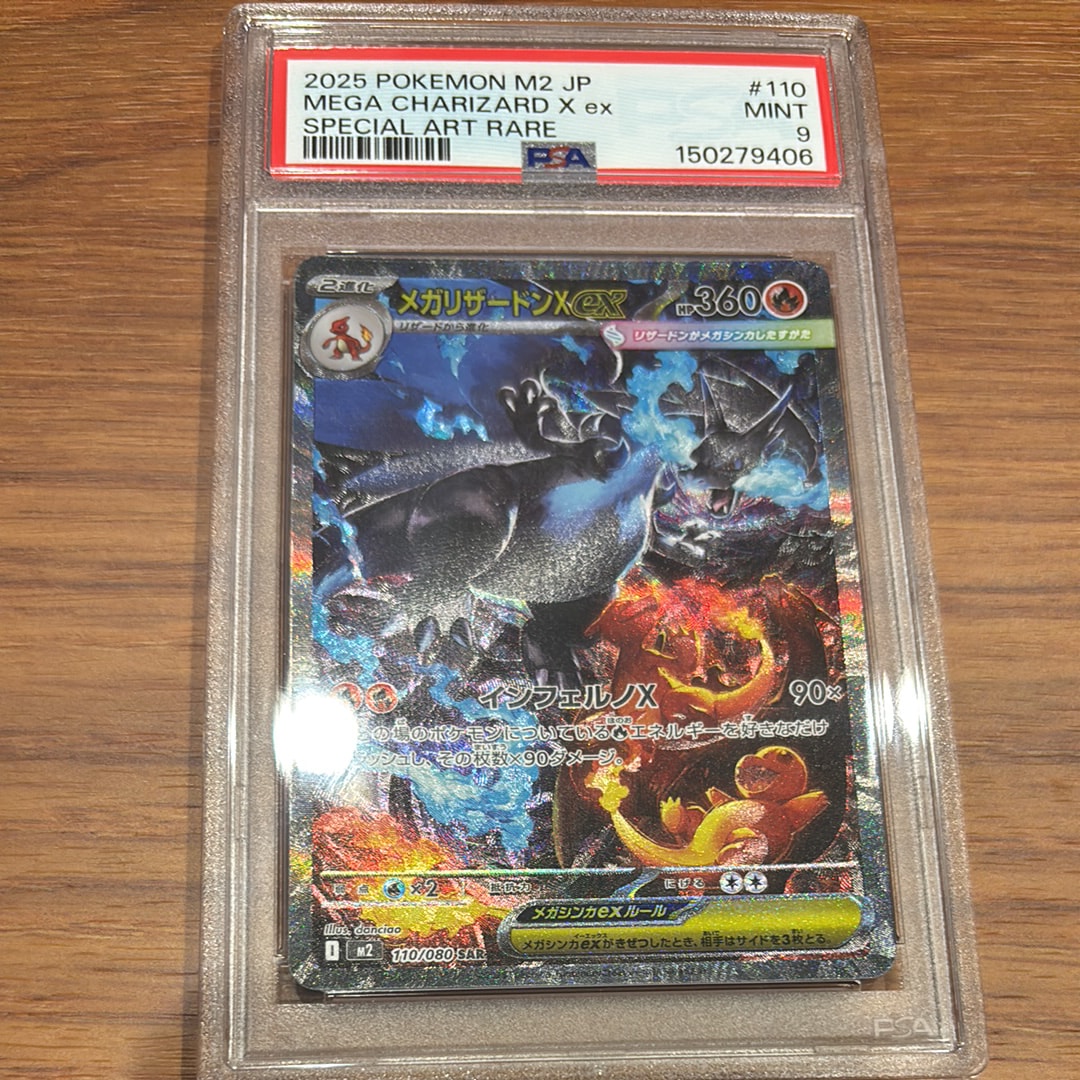 2025 POKEMON M2 JP
#110
MEGA CHARIZARD X ex
MINT
SPECIAL ART RARE
9
PSA
150279406
2進化
メガリザードンXex
HP360
リザードから進化
リザードンがメガシンカしたすがた
インフェルノX
90×
の場のポケモンについているエネルギーを好きなだけ
ッシュし、その枚数×90ダメージ。
弱点
×2
抵抗力
にげる
メガシンカexルール
メガシンカexがきぜつしたとき、相手はサイドを3枚とる。
Illus. danciao
I
M2
110/080 SAR
PSA